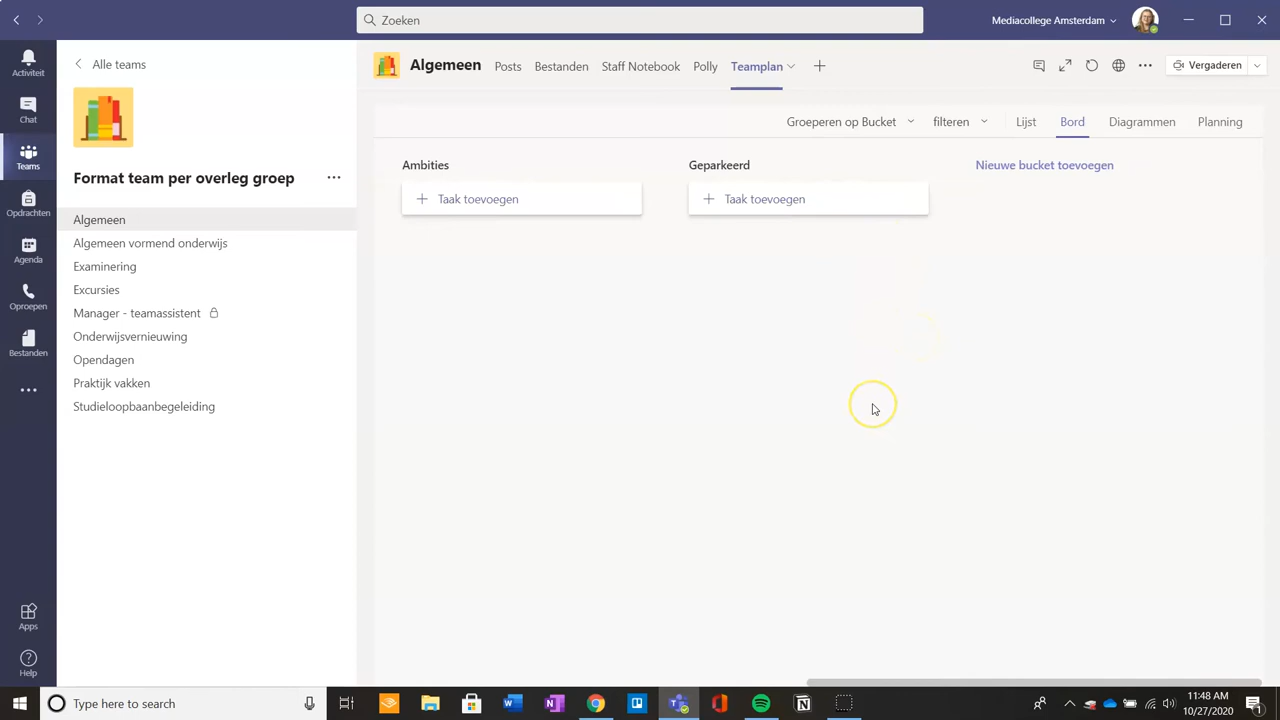 Zoeken
Mediacollege Amsterdam
Activiteit
Chat
Teams
Opdrachten
Agenda
Oproepen
Bestanden
Apps
Help
Alle teams
Format team per overleg groep
Algemeen
Algemeen vormend onderwijs
Examinering
Excursies
Manager - teamassistent
Onderwijsvernieuwing
Opendagen
Praktijk vakken
Studieloopbaanbegeleiding
Algemeen Posts Bestanden Staff Notebook Polly Teamplan
Vergaderen
Groeperen op Bucket filteren Lijst Bord Diagrammen Planning
Ambities Geparkeerd Nieuwe bucket toevoegen
Taak toevoegen Taak toevoegen
Type here to search
11:48 AM
10/27/2020